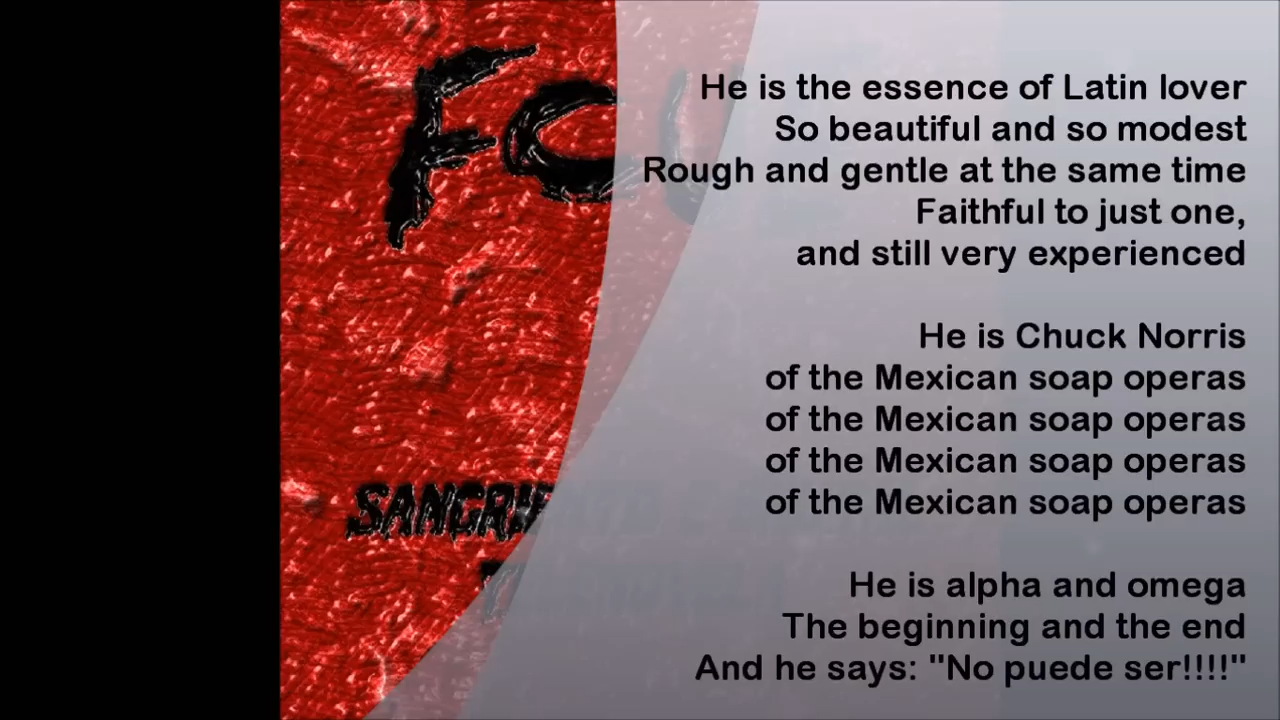 He is the essence of Latin lover
So beautiful and so modest
Rough and gentle at the same time
Faithful to just one,
and still very experienced
He is Chuck Norris
of the Mexican soap operas
of the Mexican soap operas
of the Mexican soap operas
of the Mexican soap operas
He is alpha and omega
The beginning and the end
And he says: "No puede ser!!!!"